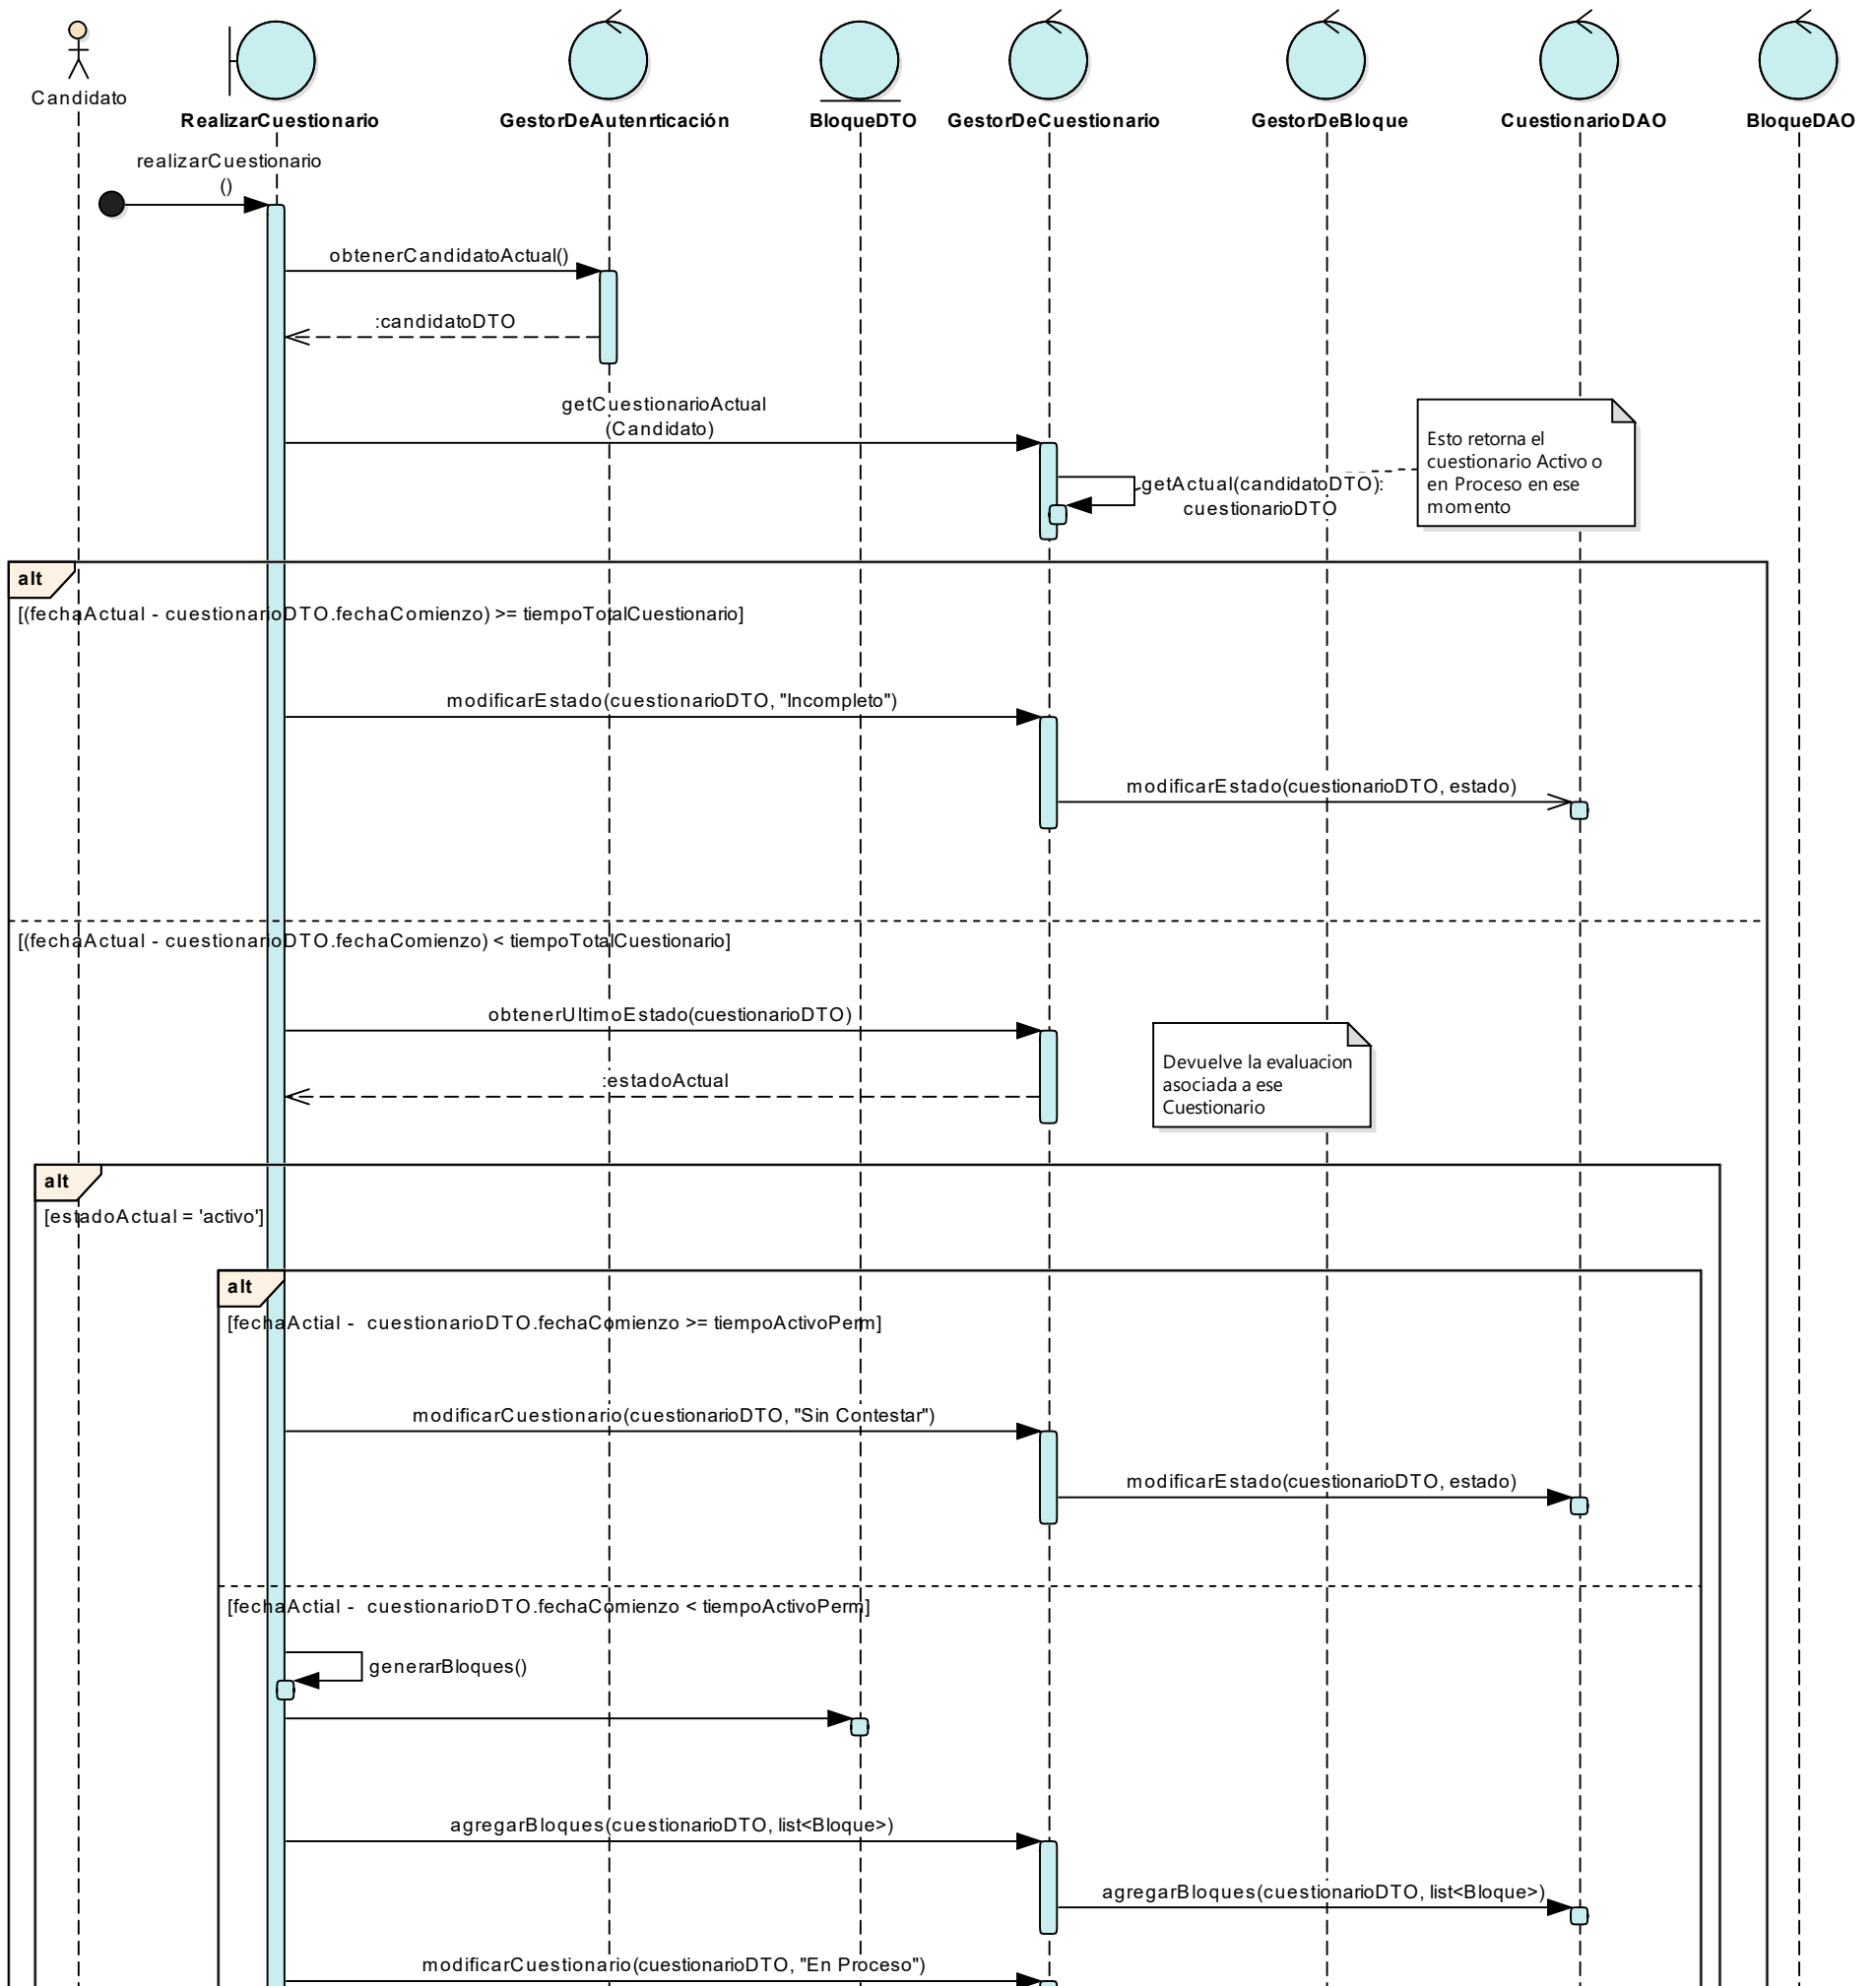 Candidato
RealizarCuestionario
GestorDeAutenrticación
BloqueDTO
GestorDeCuestionario
GestorDeBloque
CuestionarioDAO
BloqueDAO
realizarCuestionario
()
obtenerCandidatoActual()
:candidatoDTO
getCuestionarioActual
(Candidato)
Esto retorna el
cuestionario Activo o
en Proceso en ese
momento
getActual(candidatoDTO):
cuestionarioDTO
alt
[(fechaActual - cuestionarioDTO.fechaComienzo) >= tiempoTotalCuestionario]
modificarEstado(cuestionarioDTO, "Incompleto")
modificarEstado(cuestionarioDTO, estado)
[(fechaActual - cuestionarioDTO.fechaComienzo) < tiempoTotalCuestionario]
obtenerUltimoEstado(cuestionarioDTO)
Devuelve la evaluacion
asociada a ese
Cuestionario
:estadoActual
alt
[estadoActual = 'activo']
alt
[fechaActial -  cuestionarioDTO.fechaComienzo >= tiempoActivoPerm]
modificarCuestionario(cuestionarioDTO, "Sin Contestar")
modificarEstado(cuestionarioDTO, estado)
[fechaActial -  cuestionarioDTO.fechaComienzo < tiempoActivoPerm]
generarBloques()
agregarBloques(cuestionarioDTO, list<Bloque>)
agregarBloques(cuestionarioDTO, list<Bloque>)
modificarCuestionario(cuestionarioDTO, "En Proceso")